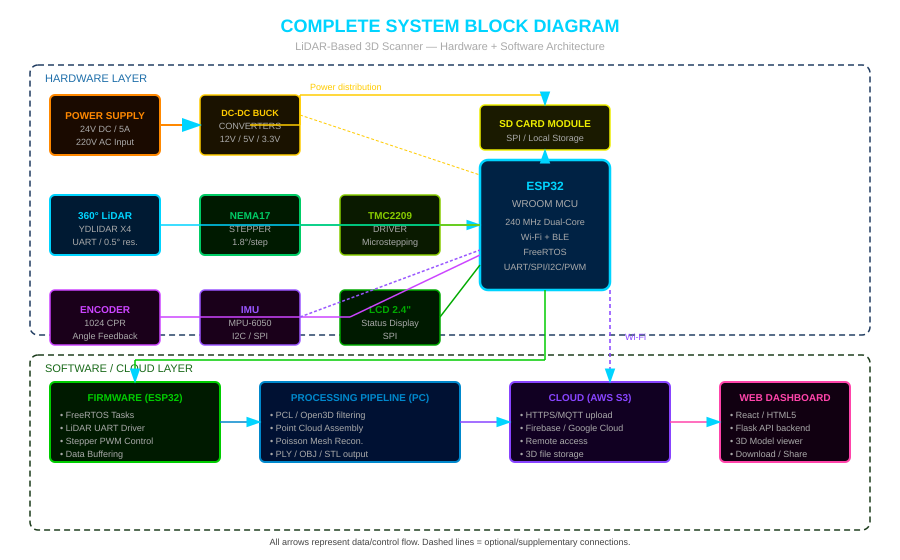 COMPLETE SYSTEM BLOCK DIAGRAM
LiDAR-Based 3D Scanner — Hardware + Software Architecture
HARDWARE LAYER
Power distribution
POWER SUPPLY
24V DC / 5A
220V AC Input
DC-DC BUCK
CONVERTERS
12V / 5V / 3.3V
SD CARD MODULE
SPI / Local Storage
ESP32
WROOM MCU
240 MHz Dual-Core
Wi-Fi + BLE
FreeRTOS
UART/SPI/I2C/PWM
360° LiDAR
YDLIDAR X4
UART / 0.5° res.
NEMA17
STEPPER
1.8°/step
TMC2209
DRIVER
Microstepping
ENCODER
1024 CPR
Angle Feedback
IMU
MPU-6050
I2C / SPI
LCD 2.4"
Status Display
SPI
Wi-Fi
SOFTWARE / CLOUD LAYER
FIRMWARE (ESP32)
• FreeRTOS Tasks
• LiDAR UART Driver
• Stepper PWM Control
• Data Buffering
PROCESSING PIPELINE (PC)
• PCL / Open3D filtering
• Point Cloud Assembly
• Poisson Mesh Recon.
• PLY / OBJ / STL output
CLOUD (AWS S3)
• HTTPS/MQTT upload
• Firebase / Google Cloud
• Remote access
• 3D file storage
WEB DASHBOARD
• React / HTML5
• Flask API backend
• 3D Model viewer
• Download / Share
All arrows represent data/control flow. Dashed lines = optional/supplementary connections.